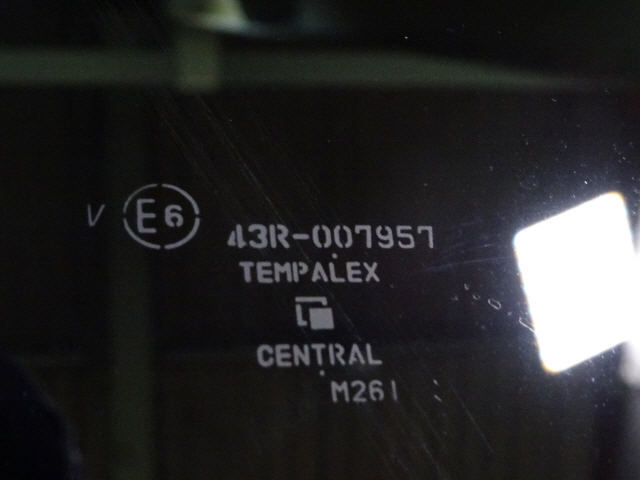 V E6 43R-007957
TEMPALEX
CENTRAL
M261